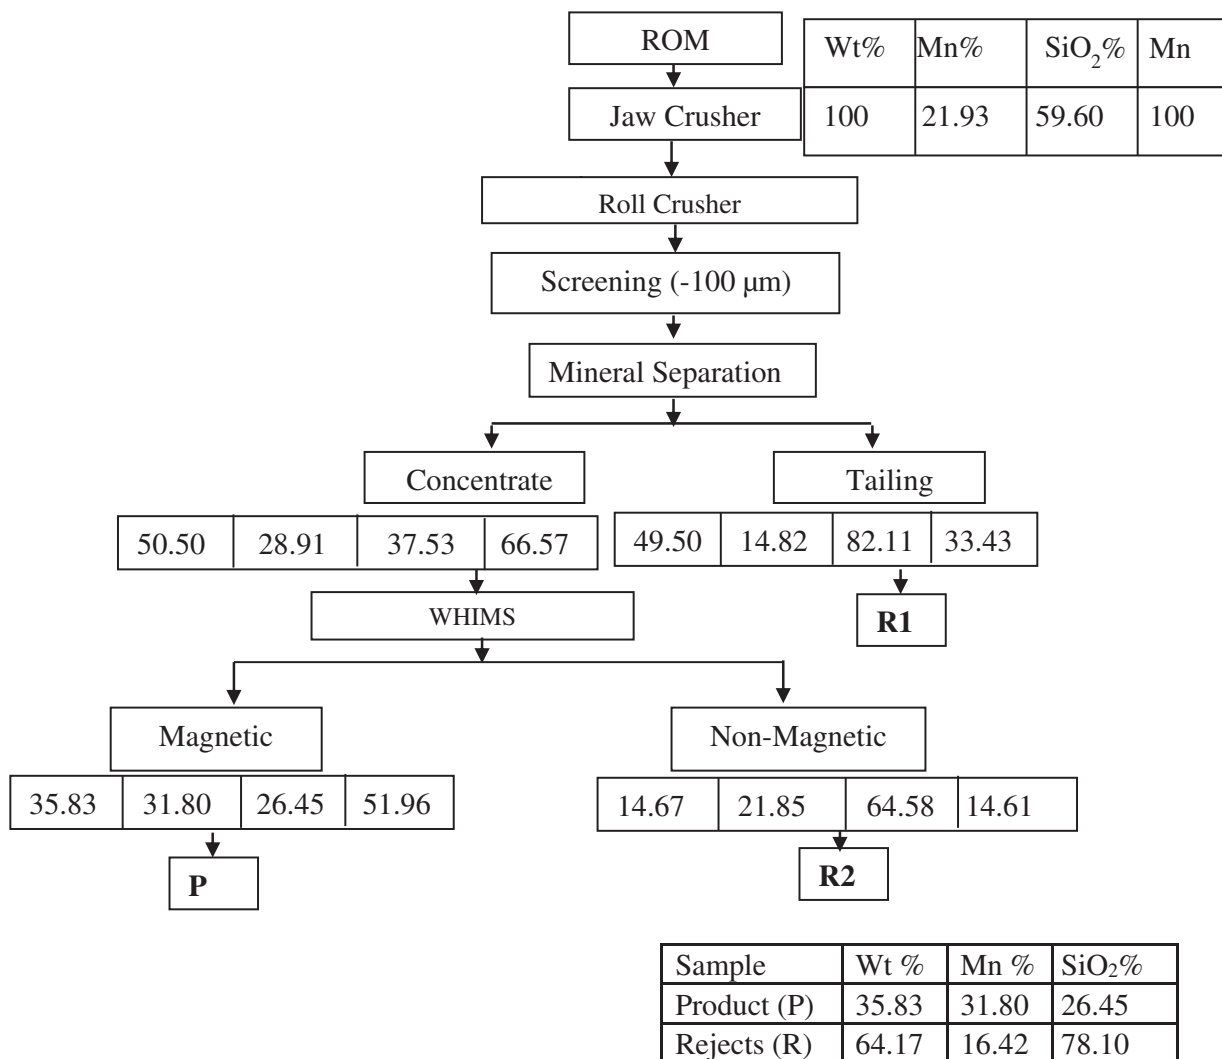 ROM
Wt% Mn% SiO₂% Mn
Jaw Crusher 100 21.93 59.60 100
Roll Crusher
Screening (-100 µm)
Mineral Separation
Concentrate Tailing
50.50 28.91 37.53 66.57 49.50 14.82 82.11 33.43
WHIMS R1
Magnetic Non-Magnetic
35.83 31.80 26.45 51.96 14.67 21.85 64.58 14.61
P R2
Sample Wt % Mn % SiO₂%
Product (P) 35.83 31.80 26.45
Rejects (R) 64.17 16.42 78.10